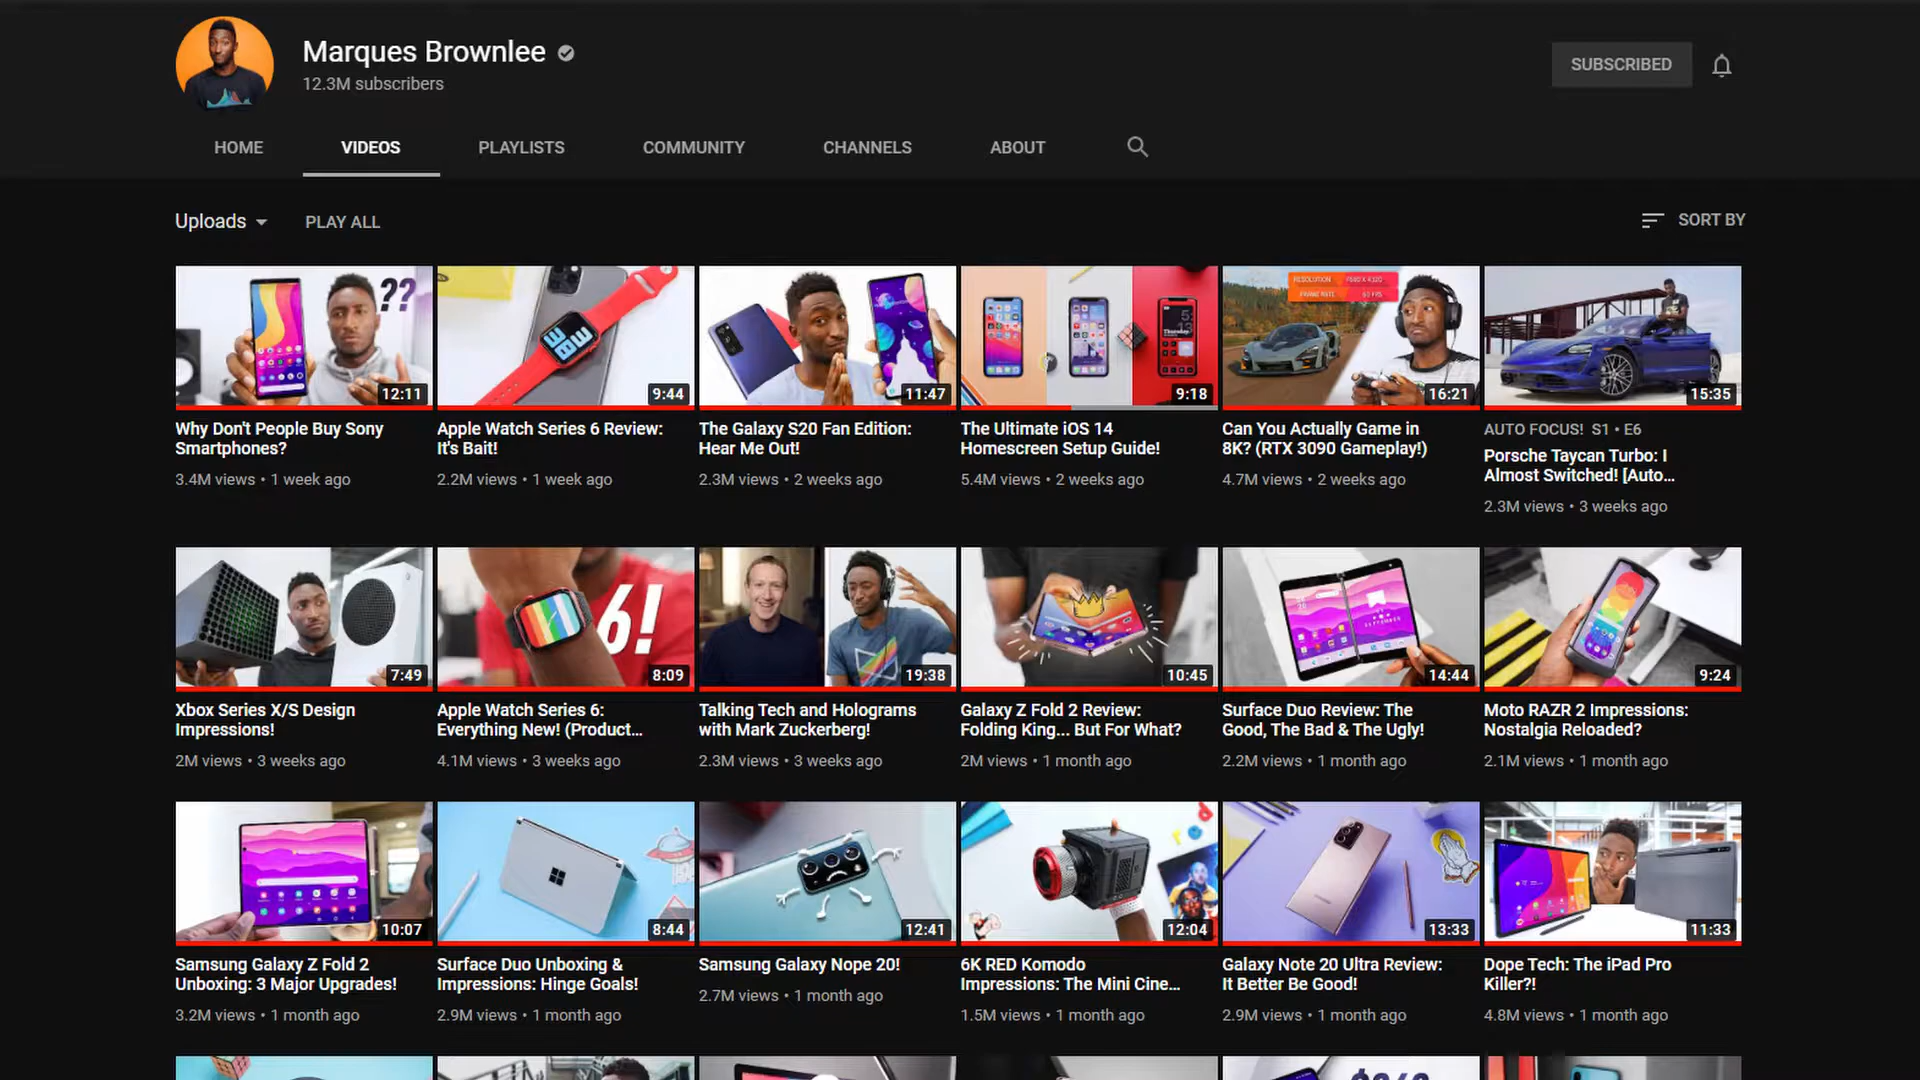 Marques Brownlee
12.3M subscribers
SUBSCRIBED
HOME
VIDEOS
PLAYLISTS
COMMUNITY
CHANNELS
ABOUT
Uploads
PLAY ALL
SORT BY
??
12:11
9:44
11:47
9:18
RESOLUTION
FRAME RATE
16:21
15:35
Why Don't People Buy Sony
Smartphones?
3.4M views • 1 week ago
Apple Watch Series 6 Review:
It's Bait!
2.2M views • 1 week ago
The Galaxy S20 Fan Edition:
Hear Me Out!
2.3M views • 2 weeks ago
The Ultimate iOS 14
Homescreen Setup Guide!
5.4M views • 2 weeks ago
Can You Actually Game in
8K? (RTX 3090 Gameplay!)
4.7M views • 2 weeks ago
AUTO FOCUS! S1 • E6
Porsche Taycan Turbo: I
Almost Switched! [Auto...
2.3M views • 3 weeks ago
7:49
6!
8:09
19:38
10:45
14:44
9:24
Xbox Series X/S Design
Impressions!
2M views • 3 weeks ago
Apple Watch Series 6:
Everything New! (Product...
4.1M views • 3 weeks ago
Talking Tech and Holograms
with Mark Zuckerberg!
2.3M views • 3 weeks ago
Galaxy Z Fold 2 Review:
Folding King... But For What?
2M views • 1 month ago
Surface Duo Review: The
Good, The Bad & The Ugly!
2.2M views • 1 month ago
Moto RAZR 2 Impressions:
Nostalgia Reloaded?
2.1M views • 1 month ago
10:07
8:44
12:41
12:04
13:33
11:33
Samsung Galaxy Z Fold 2
Unboxing: 3 Major Upgrades!
3.2M views • 1 month ago
Surface Duo Unboxing &
Impressions: Hinge Goals!
2.9M views • 1 month ago
Samsung Galaxy Nope 20!
2.7M views • 1 month ago
6K RED Komodo
Impressions: The Mini Cine...
1.5M views • 1 month ago
Galaxy Note 20 Ultra Review:
It Better Be Good!
2.9M views • 1 month ago
Dope Tech: The iPad Pro
Killer?!
4.8M views • 1 month ago